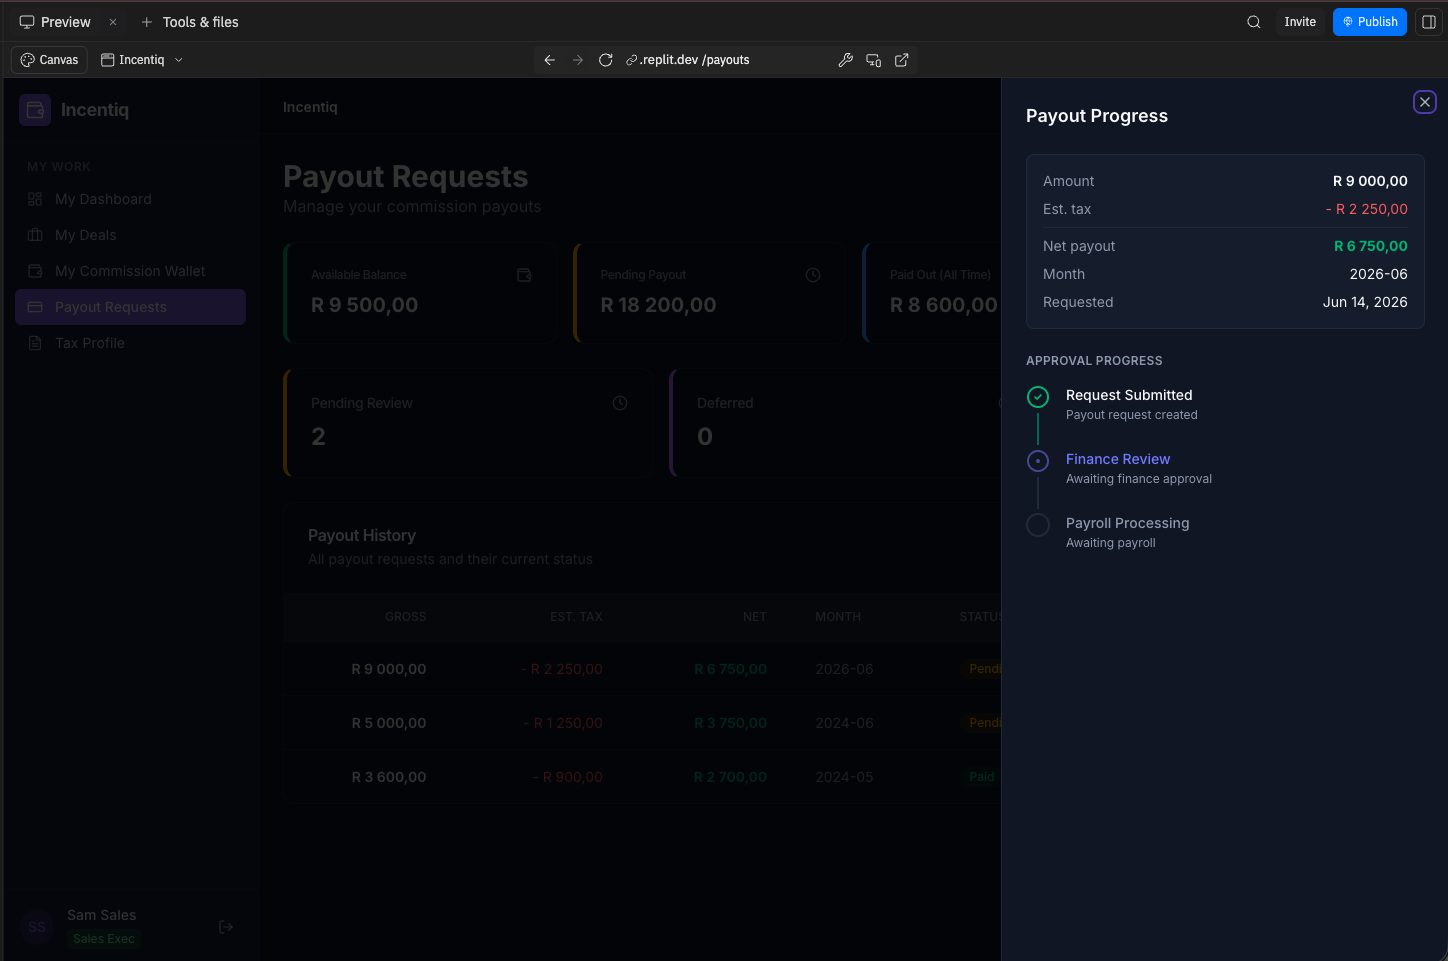 Preview
Tools & files
Invite
Publish
Canvas
Incentiq
.replit.dev /payouts
Incentiq
MY WORK
My Dashboard
My Deals
My Commission Wallet
Payout Requests
Tax Profile
SS
Sam Sales
Sales Exec
Incentiq
Payout Requests
Manage your commission payouts
Available Balance
R 9 500,00
Pending Payout
R 18 200,00
Paid Out (All Time)
R 8 600,00
Pending Review
2
Deferred
0
Payout History
All payout requests and their current status
GROSS EST. TAX NET MONTH STATUS
R 9 000,00 - R 2 250,00 R 6 750,00 2026-06 Pendi
R 5 000,00 - R 1 250,00 R 3 750,00 2024-06 Pendi
R 3 600,00 - R 900,00 R 2 700,00 2024-05 Paid
Payout Progress
Amount R 9 000,00
Est. tax - R 2 250,00
Net payout R 6 750,00
Month 2026-06
Requested Jun 14, 2026
APPROVAL PROGRESS
Request Submitted
Payout request created
Finance Review
Awaiting finance approval
Payroll Processing
Awaiting payroll